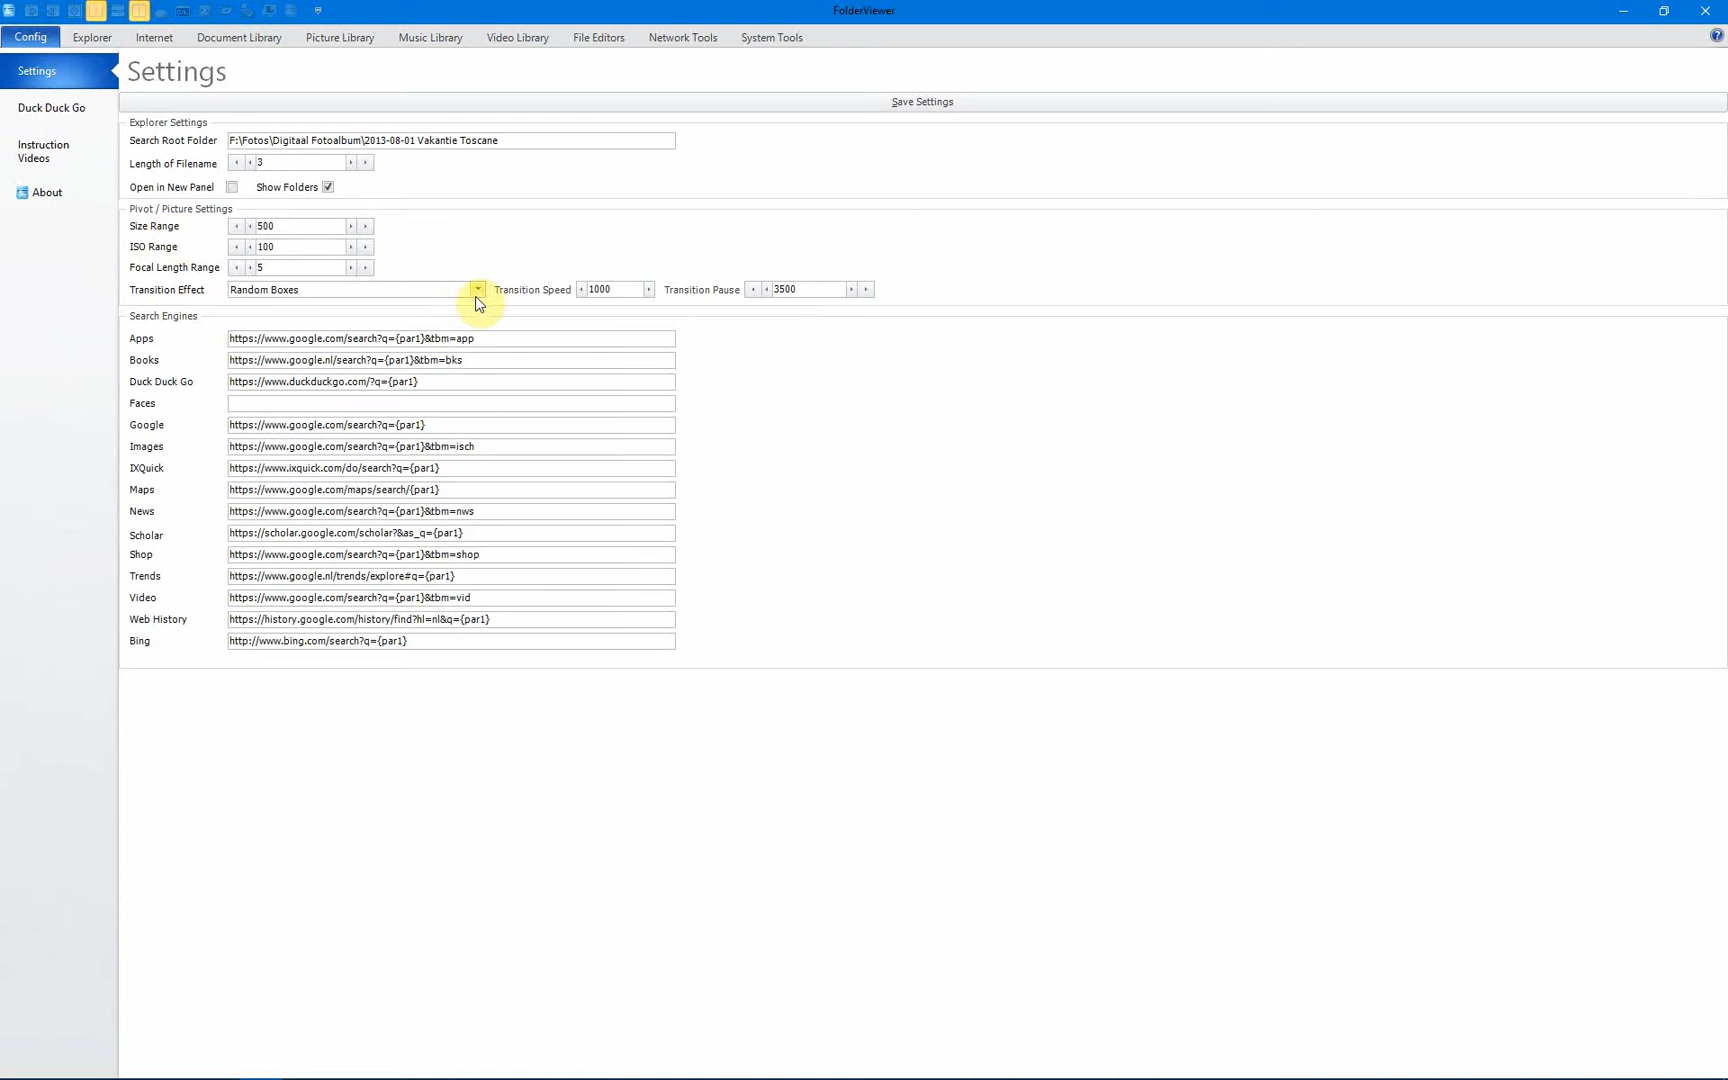 FolderViewer
Config Explorer Internet Document Library Picture Library Music Library Video Library File Editors Network Tools System Tools
Settings
Duck Duck Go
Instruction
Videos
About
Settings
Save Settings
Explorer Settings
Search Root Folder F:\Fotos\Digitaal Fotoalbum\2013-08-01 Vakantie Toscane
Length of Filename 3
Open in New Panel Show Folders
Pivot / Picture Settings
Size Range 500
ISO Range 100
Focal Length Range 5
Transition Effect Random Boxes Transition Speed 1000 Transition Pause 3500
Search Engines
Apps https://www.google.com/search?q={par1}&tbm=app
Books https://www.google.nl/search?q={par1}&tbm=bks
Duck Duck Go https://www.duckduckgo.com/?q={par1}
Faces
Google https://www.google.com/search?q={par1}
Images https://www.google.com/search?q={par1}&tbm=isch
IXQuick https://www.ixquick.com/do/search?q={par1}
Maps https://www.google.com/maps/search/{par1}
News https://www.google.com/search?q={par1}&tbm=nws
Scholar https://scholar.google.com/scholar?&as_q={par1}
Shop https://www.google.com/search?q={par1}&tbm=shop
Trends https://www.google.nl/trends/explore#q={par1}
Video https://www.google.com/search?q={par1}&tbm=vid
Web History https://history.google.com/history/find?hl=nl&q={par1}
Bing http://www.bing.com/search?q={par1}